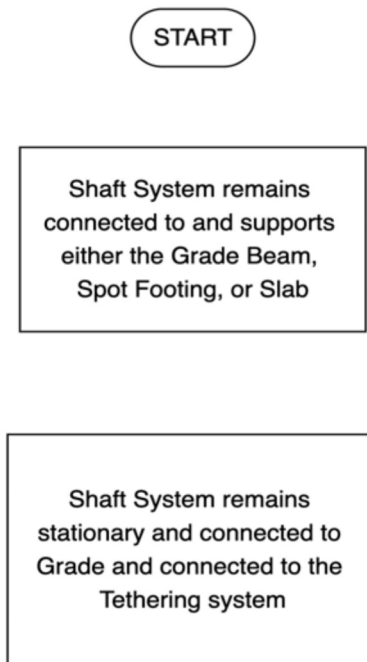 START
Shaft System remains
connected to and supports
either the Grade Beam,
Spot Footing, or Slab
Shaft System remains
stationary and connected to
Grade and connected to the
Tethering system